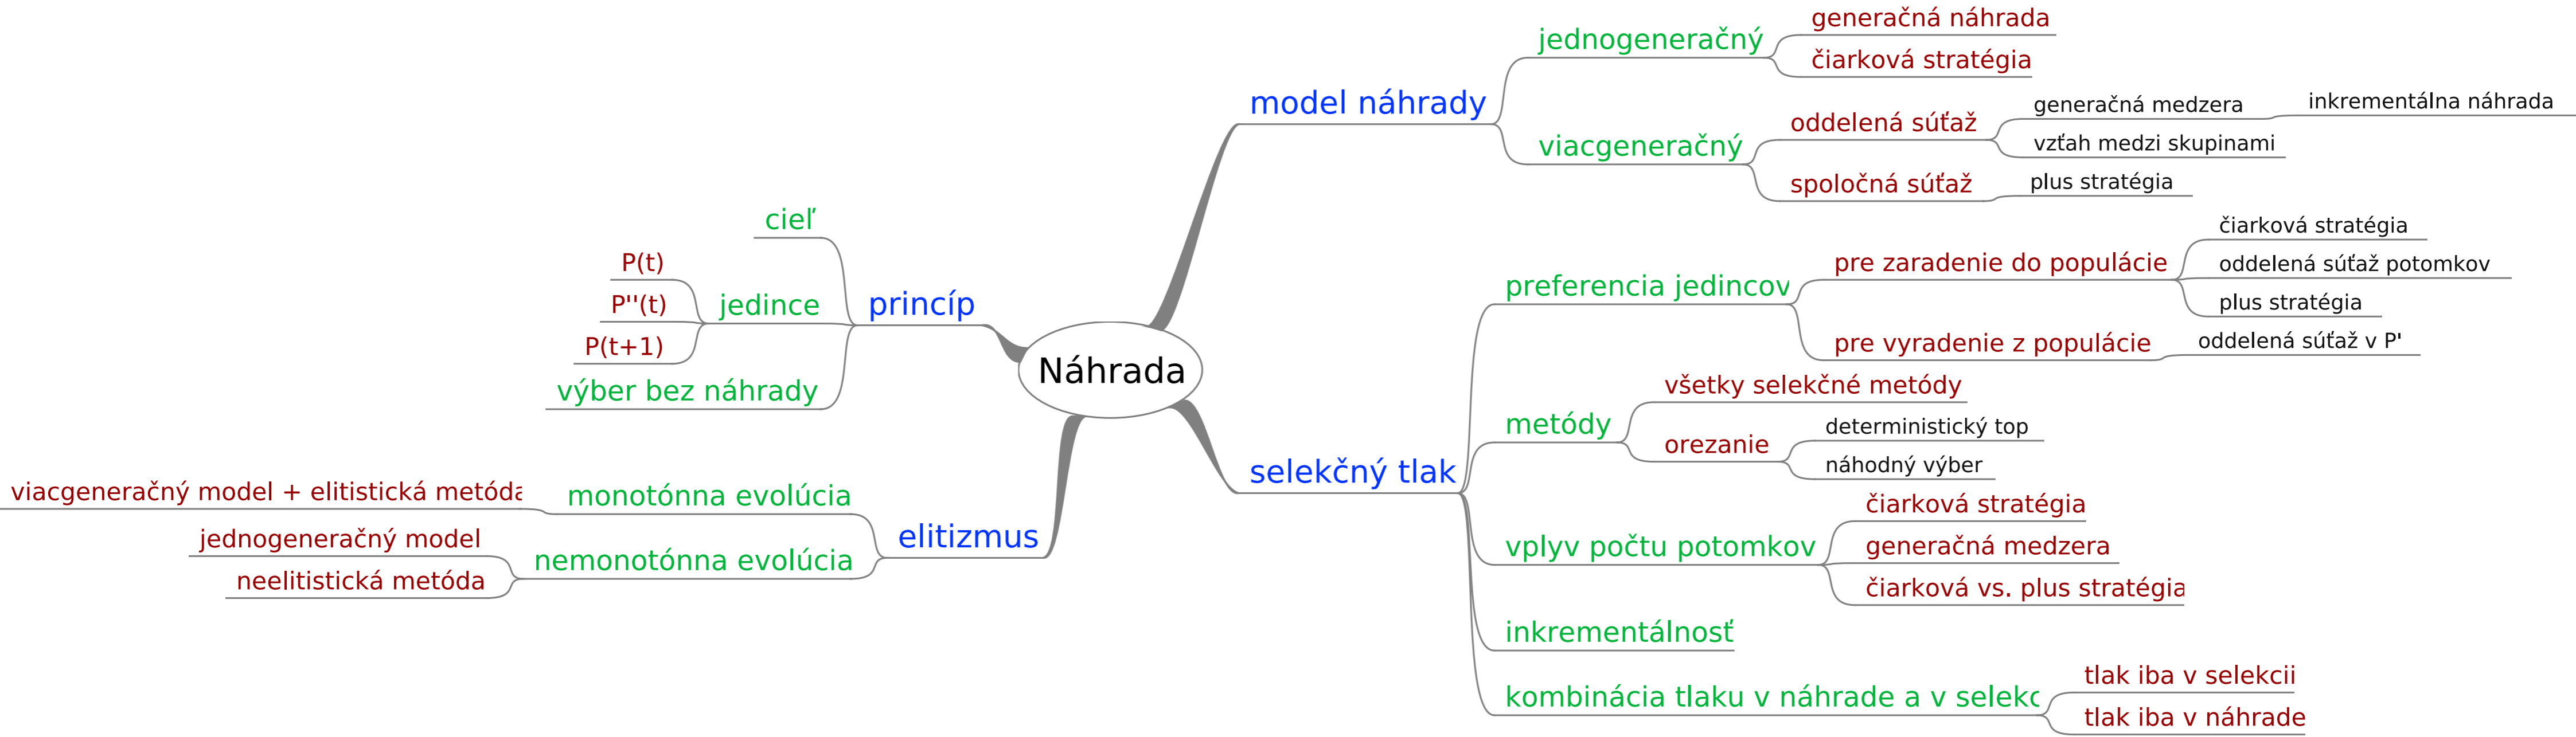 Náhrada
model náhrady
jednogeneračný
generačná náhrada
čiarková stratégia
viacgeneračný
oddelená súťaž
generačná medzera
inkrementálna náhrada
vzťah medzi skupinami
spoločná súťaž
plus stratégia
selekčný tlak
preferencia jedincov
pre zaradenie do populácie
čiarková stratégia
oddelená súťaž potomkov
plus stratégia
pre vyradenie z populácie
oddelená súťaž v P'
metódy
všetky selekčné metódy
orezanie
deterministický top
náhodný výber
vplyv počtu potomkov
čiarková stratégia
generačná medzera
čiarková vs. plus stratégia
inkrementálnosť
kombinácia tlaku v náhrade a v selekc
tlak iba v selekcii
tlak iba v náhrade
princíp
cieľ
jedince
P(t)
P''(t)
P(t+1)
výber bez náhrady
elitizmus
monotónna evolúcia
viacgeneračný model + elitistická metóda
nemonotónna evolúcia
jednogeneračný model
neelitistická metóda